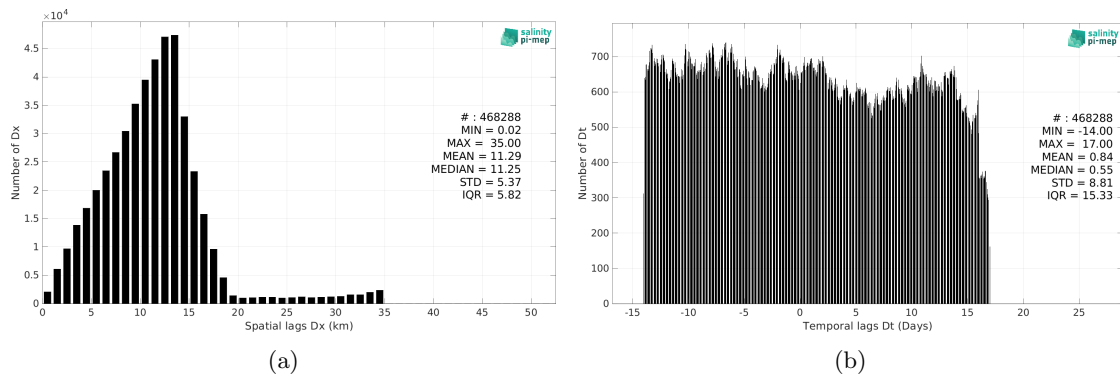 ×10⁴
4.5
4
3.5
3
2.5
2
1.5
1
0.5
0
Number of Dx
0 5 10 15 20 25 30 35 40 45 50
Spatial lags Dx (km)
salinity
pi-mep
# : 468288
MIN = 0.02
MAX = 35.00
MEAN = 11.29
MEDIAN = 11.25
STD = 5.37
IQR = 5.82
(a)
700
600
500
400
300
200
100
0
Number of Dt
-15 -10 -5 0 5 10 15 20 25
Temporal lags Dt (Days)
salinity
pi-mep
# : 468288
MIN = -14.00
MAX = 17.00
MEAN = 0.84
MEDIAN = 0.55
STD = 8.81
IQR = 15.33
(b)